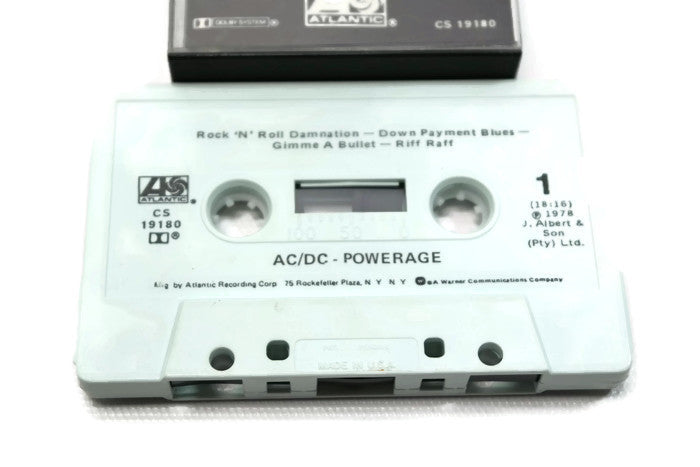 ATLANTIC ®
DOLBY SYSTEM ®
CS 19180
Rock 'N' Roll Damnation — Down Payment Blues —
Gimme A Bullet — Riff Raff
ATLANTIC ®
CS
19180
®
1
(18:16)
℗ 1978
J. Albert &
Son
(Pty) Ltd.
100 50 0
AC/DC - POWERAGE
Mfg by Atlantic Recording Corp 75 Rockefeller Plaza, N Y N Y A Warner Communications Company
MADE IN U.S.A.